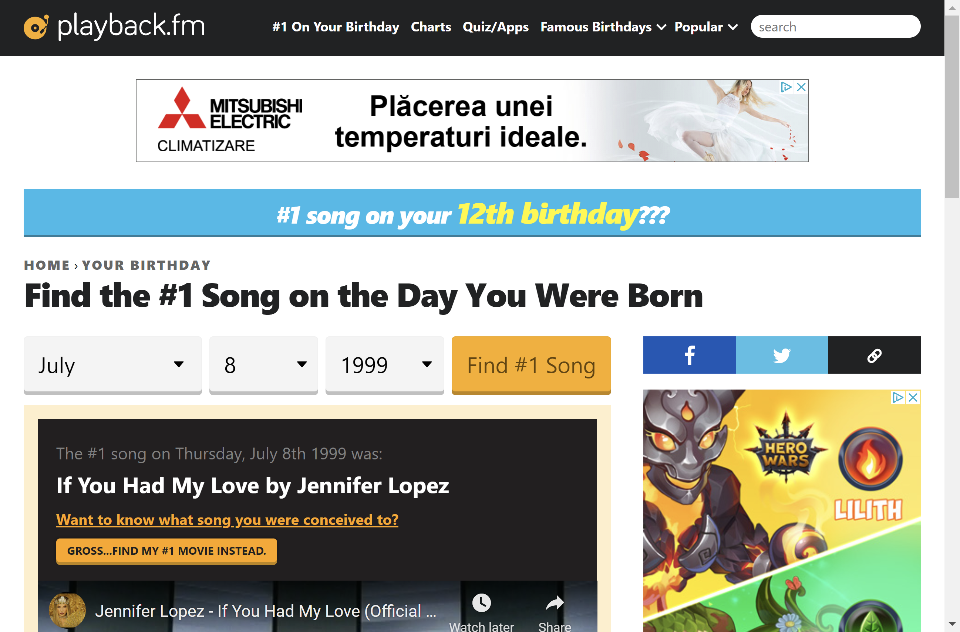 playback.fm
#1 On Your Birthday Charts Quiz/Apps Famous Birthdays Popular search
MITSUBISHI
ELECTRIC
CLIMATIZARE
Plăcerea unei
temperaturi ideale.
#1 song on your 12th birthday???
HOME › YOUR BIRTHDAY
Find the #1 Song on the Day You Were Born
July 8 1999 Find #1 Song
The #1 song on Thursday, July 8th 1999 was:
If You Had My Love by Jennifer Lopez
Want to know what song you were conceived to?
GROSS...FIND MY #1 MOVIE INSTEAD.
Jennifer Lopez - If You Had My Love (Official ...
Watch later Share
HERO
WARS
LILITH